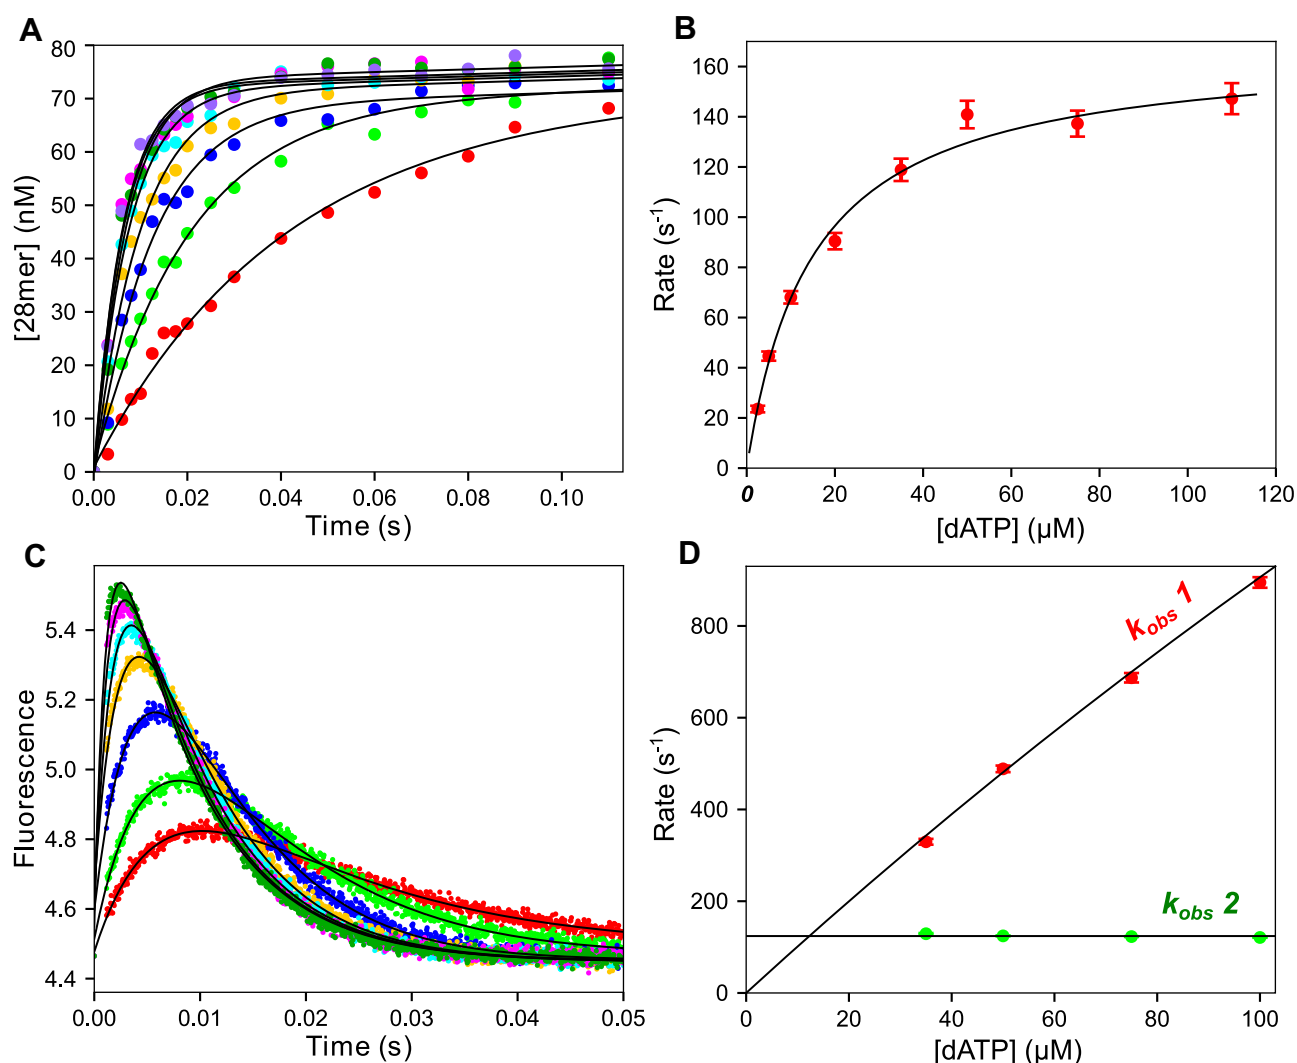 A
80
70
60
50
40
30
20
10
0
[28mer] (nM)
0.00 0.02 0.04 0.06 0.08 0.10
Time (s)
B
160
140
120
100
80
60
40
20
0
Rate (s⁻¹)
0 20 40 60 80 100 120
[dATP] (µM)
C
5.4
5.2
5.0
4.8
4.6
4.4
Fluorescence
0.00 0.01 0.02 0.03 0.04 0.05
Time (s)
D
800
600
400
200
0
Rate (s⁻¹)
k_obs 1
k_obs 2
0 20 40 60 80 100
[dATP] (µM)